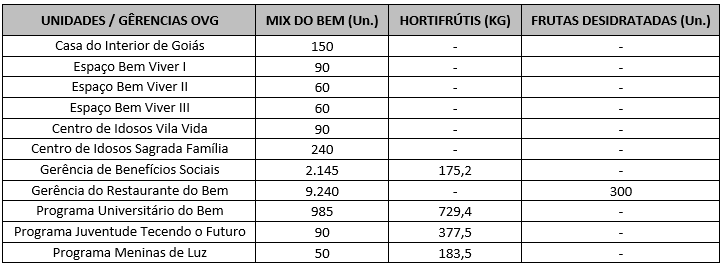 UNIDADES / GÊRENCIAS OVG MIX DO BEM (Un.) HORTIFRÚTIS (KG) FRUTAS DESIDRATADAS (Un.)
Casa do Interior de Goiás 150 - -
Espaço Bem Viver I 90 - -
Espaço Bem Viver II 60 - -
Espaço Bem Viver III 60 - -
Centro de Idosos Vila Vida 90 - -
Centro de Idosos Sagrada Família 240 - -
Gerência de Benefícios Sociais 2.145 175,2 -
Gerência do Restaurante do Bem 9.240 - 300
Programa Universitário do Bem 985 729,4 -
Programa Juventude Tecendo o Futuro 90 377,5 -
Programa Meninas de Luz 50 183,5 -